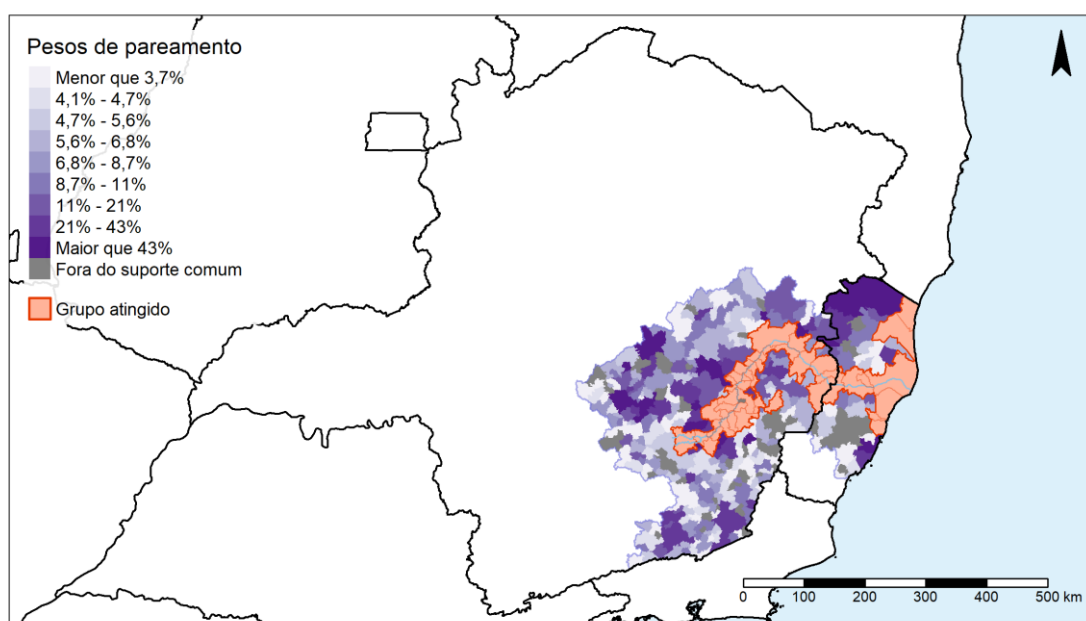 Pesos de pareamento
Menor que 3,7%
4,1% - 4,7%
4,7% - 5,6%
5,6% - 6,8%
6,8% - 8,7%
8,7% - 11%
11% - 21%
21% - 43%
Maior que 43%
Fora do suporte comum
Grupo atingido
0 100 200 300 400 500 km